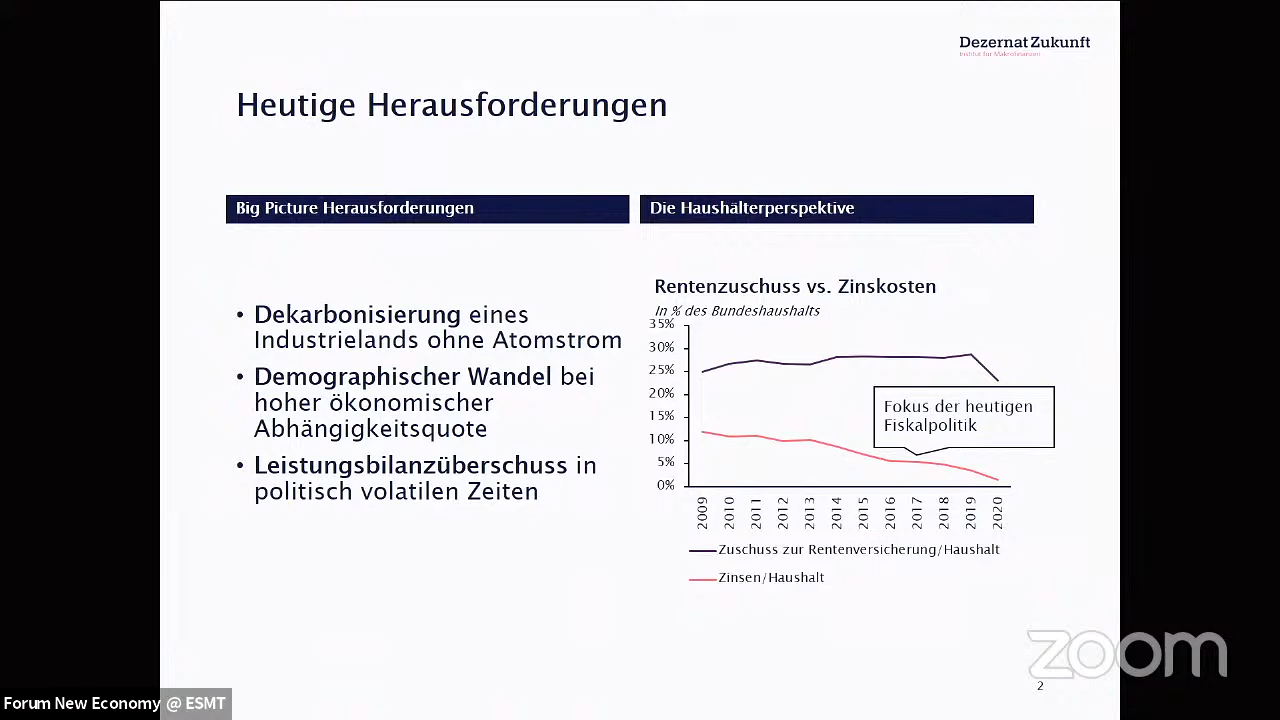 Dezernat Zukunft
Institut für Makrofinanzen
Heutige Herausforderungen
Big Picture Herausforderungen
• Dekarbonisierung eines
Industrielands ohne Atomstrom
• Demographischer Wandel bei
hoher ökonomischer
Abhängigkeitsquote
• Leistungsbilanzüberschuss in
politisch volatilen Zeiten
Die Haushälterperspektive
Rentenzuschuss vs. Zinskosten
In % des Bundeshaushalts
35%
30%
25%
20%
15%
10%
5%
0%
Fokus der heutigen
Fiskalpolitik
2009 2010 2011 2012 2013 2014 2015 2016 2017 2018 2019 2020
Zuschuss zur Rentenversicherung/Haushalt
Zinsen/Haushalt
zoom
2
Forum New Economy @ ESMT